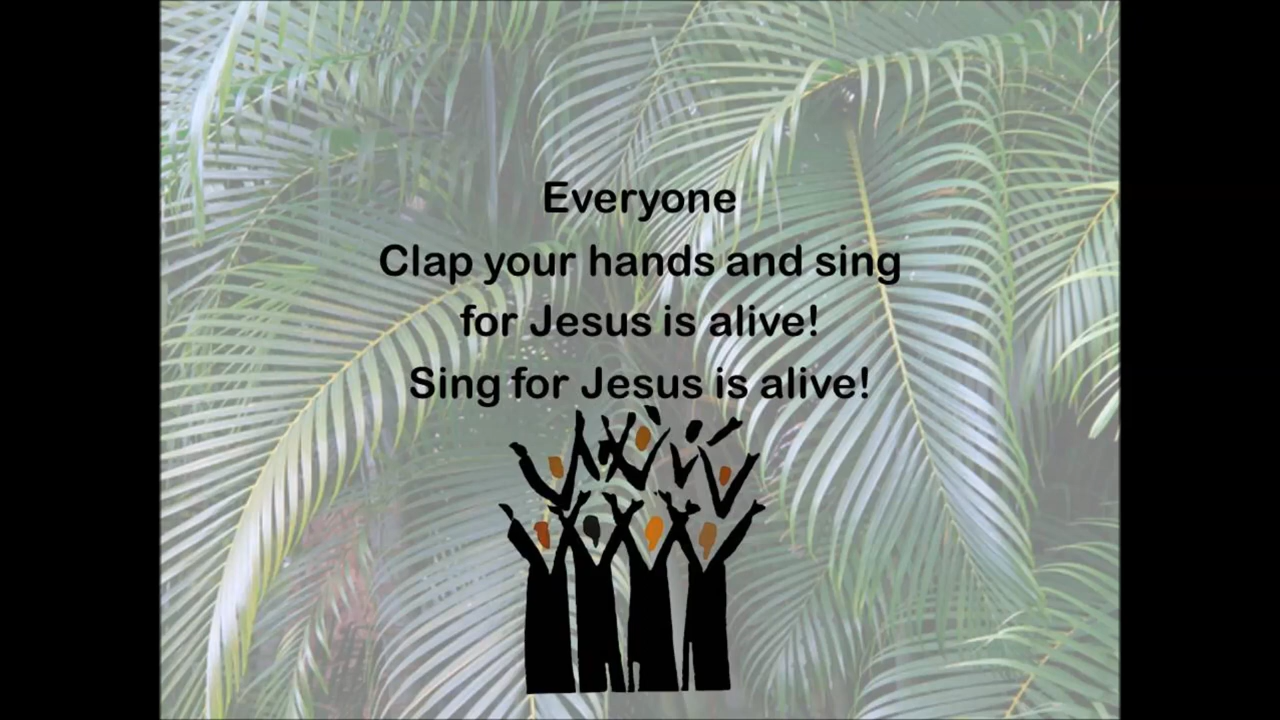 Everyone
Clap your hands and sing
for Jesus is alive!
Sing for Jesus is alive!